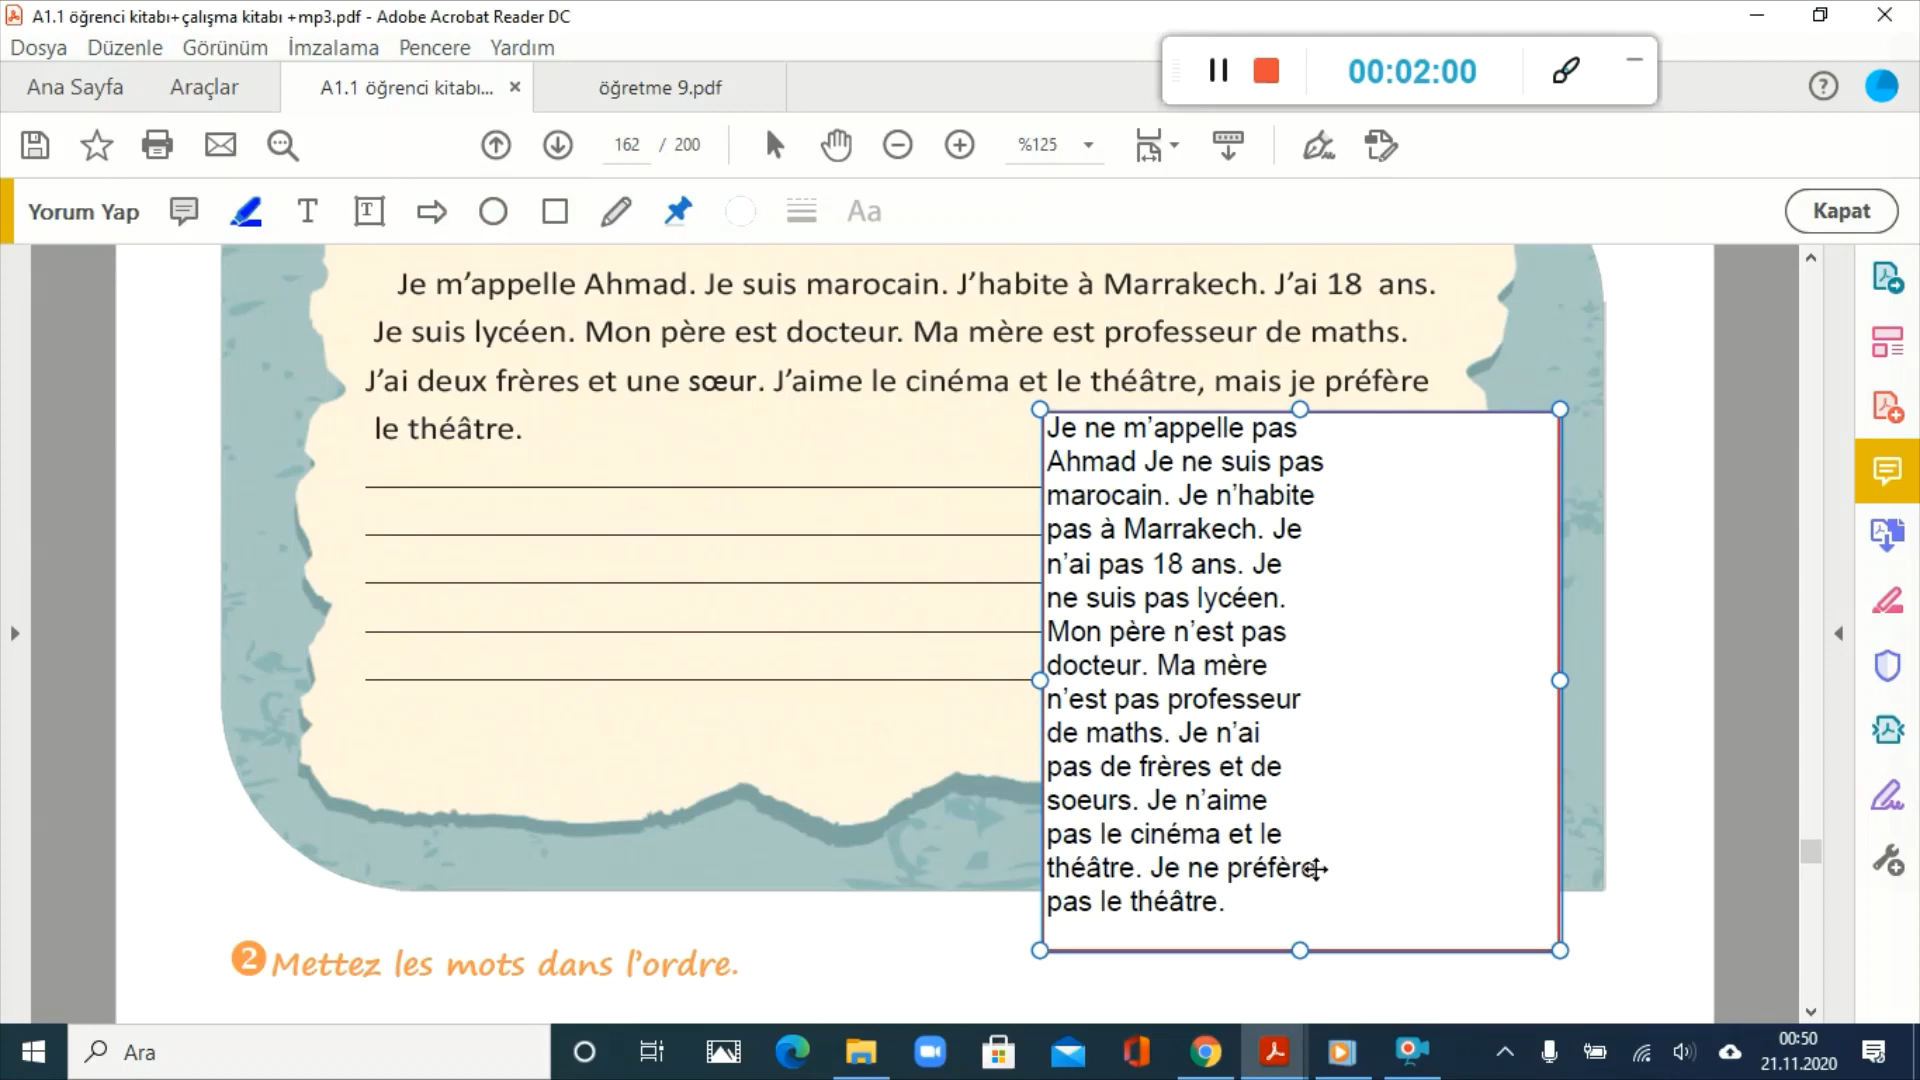 A1.1 öğrenci kitabı+çalışma kitabı +mp3.pdf - Adobe Acrobat Reader DC
Dosya Düzenle Görünüm İmzalama Pencere Yardım
00:02:00
Ana Sayfa Araçlar A1.1 öğrenci kitabı... × öğretme 9.pdf
162 / 200 %125
Yorum Yap T T Aa Kapat
Je m’appelle Ahmad. Je suis marocain. J’habite à Marrakech. J’ai 18 ans.
Je suis lycéen. Mon père est docteur. Ma mère est professeur de maths.
J’ai deux frères et une sœur. J’aime le cinéma et le théâtre, mais je préfère
le théâtre.
Je ne m’appelle pas
Ahmad Je ne suis pas
marocain. Je n’habite
pas à Marrakech. Je
n’ai pas 18 ans. Je
ne suis pas lycéen.
Mon père n’est pas
docteur. Ma mère
n’est pas professeur
de maths. Je n’ai
pas de frères et de
soeurs. Je n’aime
pas le cinéma et le
théâtre. Je ne préfère
pas le théâtre.
2 Mettez les mots dans l’ordre.
Ara
00:50
21.11.2020